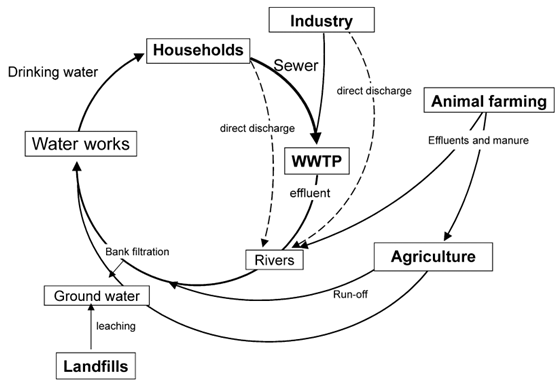 Industry
Households
Sewer
Drinking water
direct discharge
Animal farming
direct discharge
Effluents and manure
Water works
WWTP
effluent
Rivers
Agriculture
Bank filtration
Ground water
Run-off
leaching
Landfills